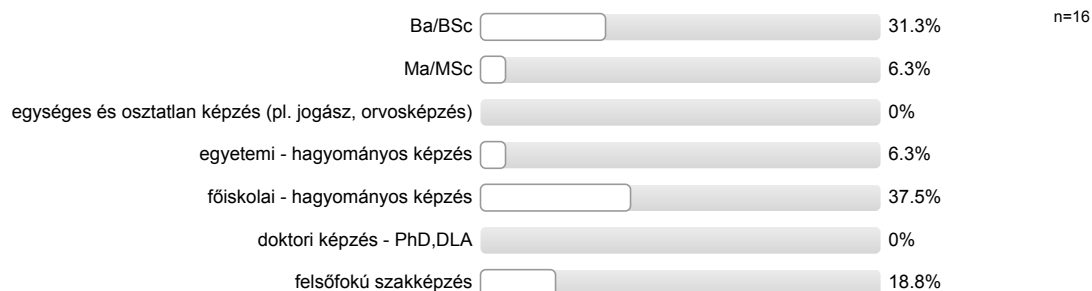 Ba/BSc 31.3% n=16
Ma/MSc 6.3%
egységes és osztatlan képzés (pl. jogász, orvosképzés) 0%
egyetemi - hagyományos képzés 6.3%
főiskolai - hagyományos képzés 37.5%
doktori képzés - PhD,DLA 0%
felsőfokú szakképzés 18.8%